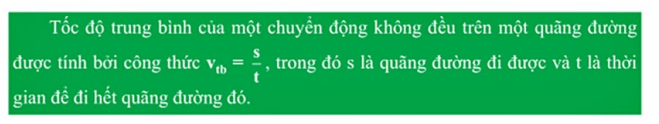 Tốc độ trung bình của một chuyển động không đều trên một quãng đường
được tính bởi công thức v_tb = s/t, trong đó s là quãng đường đi được và t là thời
gian để đi hết quãng đường đó.